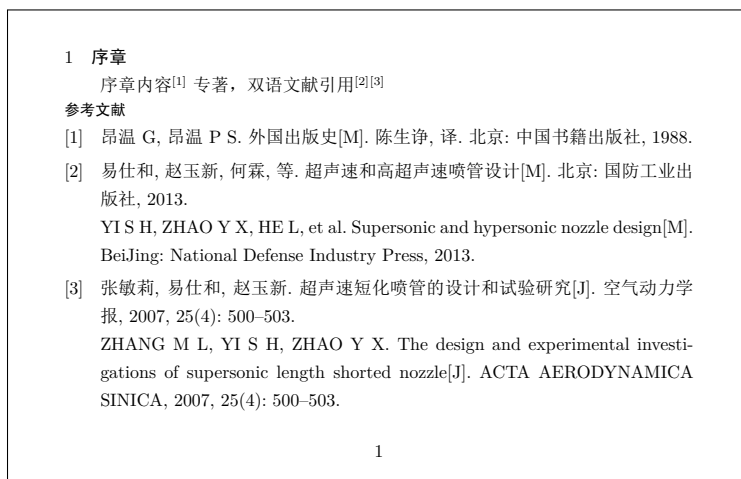 1 序章
序章内容[1] 专著，双语文献引用[2][3]
参考文献
[1] 昂温 G, 昂温 P S. 外国出版史[M]. 陈生诤, 译. 北京: 中国书籍出版社, 1988.
[2] 易仕和, 赵玉新, 何霖, 等. 超声速和高超声速喷管设计[M]. 北京: 国防工业出
版社, 2013.
YI S H, ZHAO Y X, HE L, et al. Supersonic and hypersonic nozzle design[M].
BeiJing: National Defense Industry Press, 2013.
[3] 张敏莉, 易仕和, 赵玉新. 超声速短化喷管的设计和试验研究[J]. 空气动力学
报, 2007, 25(4): 500–503.
ZHANG M L, YI S H, ZHAO Y X. The design and experimental investi-
gations of supersonic length shorted nozzle[J]. ACTA AERODYNAMICA
SINICA, 2007, 25(4): 500–503.
1